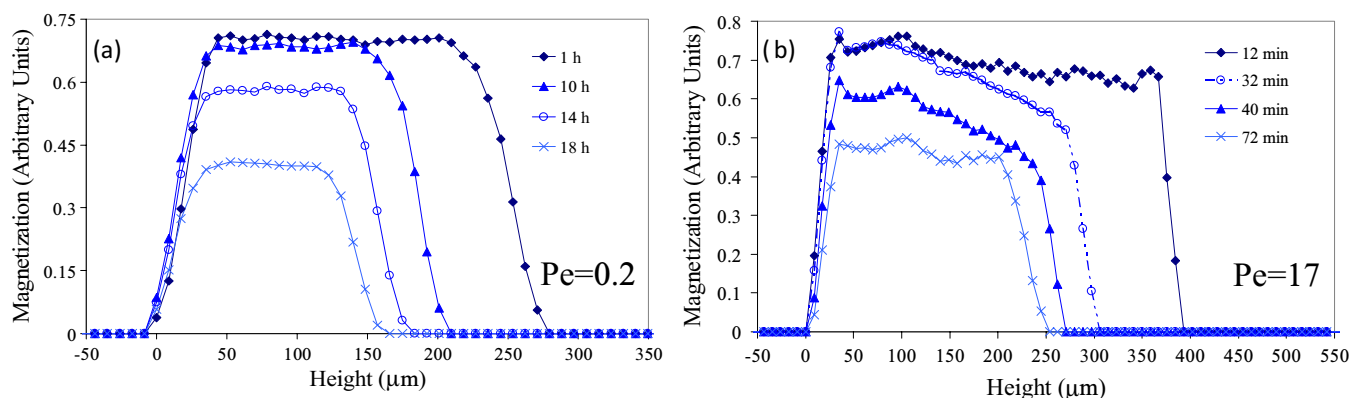 (a)
Magnetization (Arbitrary Units)
0.75
0.6
0.45
0.3
0.15
0
-50 0 50 100 150 200 250 300 350
Height (μm)
1 h
10 h
14 h
18 h
Pe=0.2
(b)
Magnetization (Arbitrary Units)
0.8
0.7
0.6
0.5
0.4
0.3
0.2
0.1
0
-50 0 50 100 150 200 250 300 350 400 450 500 550
Height (μm)
12 min
32 min
40 min
72 min
Pe=17